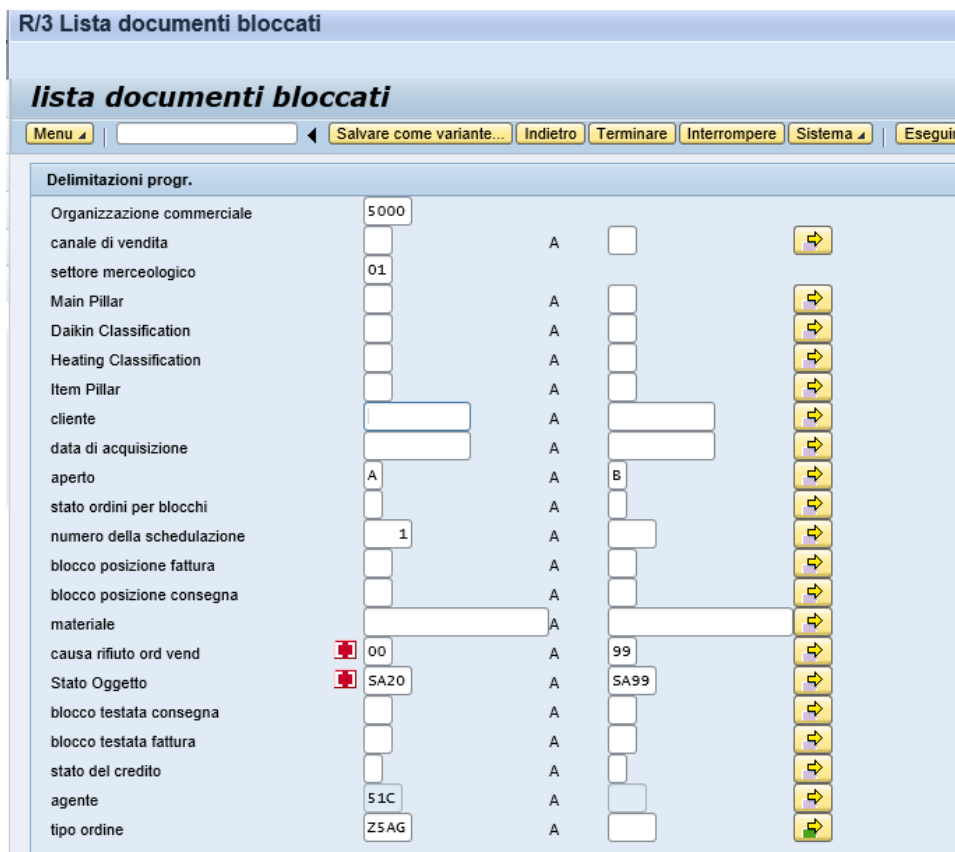 R/3 Lista documenti bloccati
lista documenti bloccati
Menu Salvare come variante... Indietro Terminare Interrompere Sistema
Delimitazioni progr.
Organizzazione commerciale 5000
canale di vendita A
settore merceologico 01
Main Pillar A
Daikin Classification A
Heating Classification A
Item Pillar A
cliente A
data di acquisizione A
aperto A A B
stato ordini per blocchi A
numero della schedulazione 1 A
blocco posizione fattura A
blocco posizione consegna A
materiale A
causa rifiuto ord vend 00 A 99
Stato Oggetto SA20 A SA99
blocco testata consegna A
blocco testata fattura A
stato del credito A
agente 51C A
tipo ordine Z5AG A